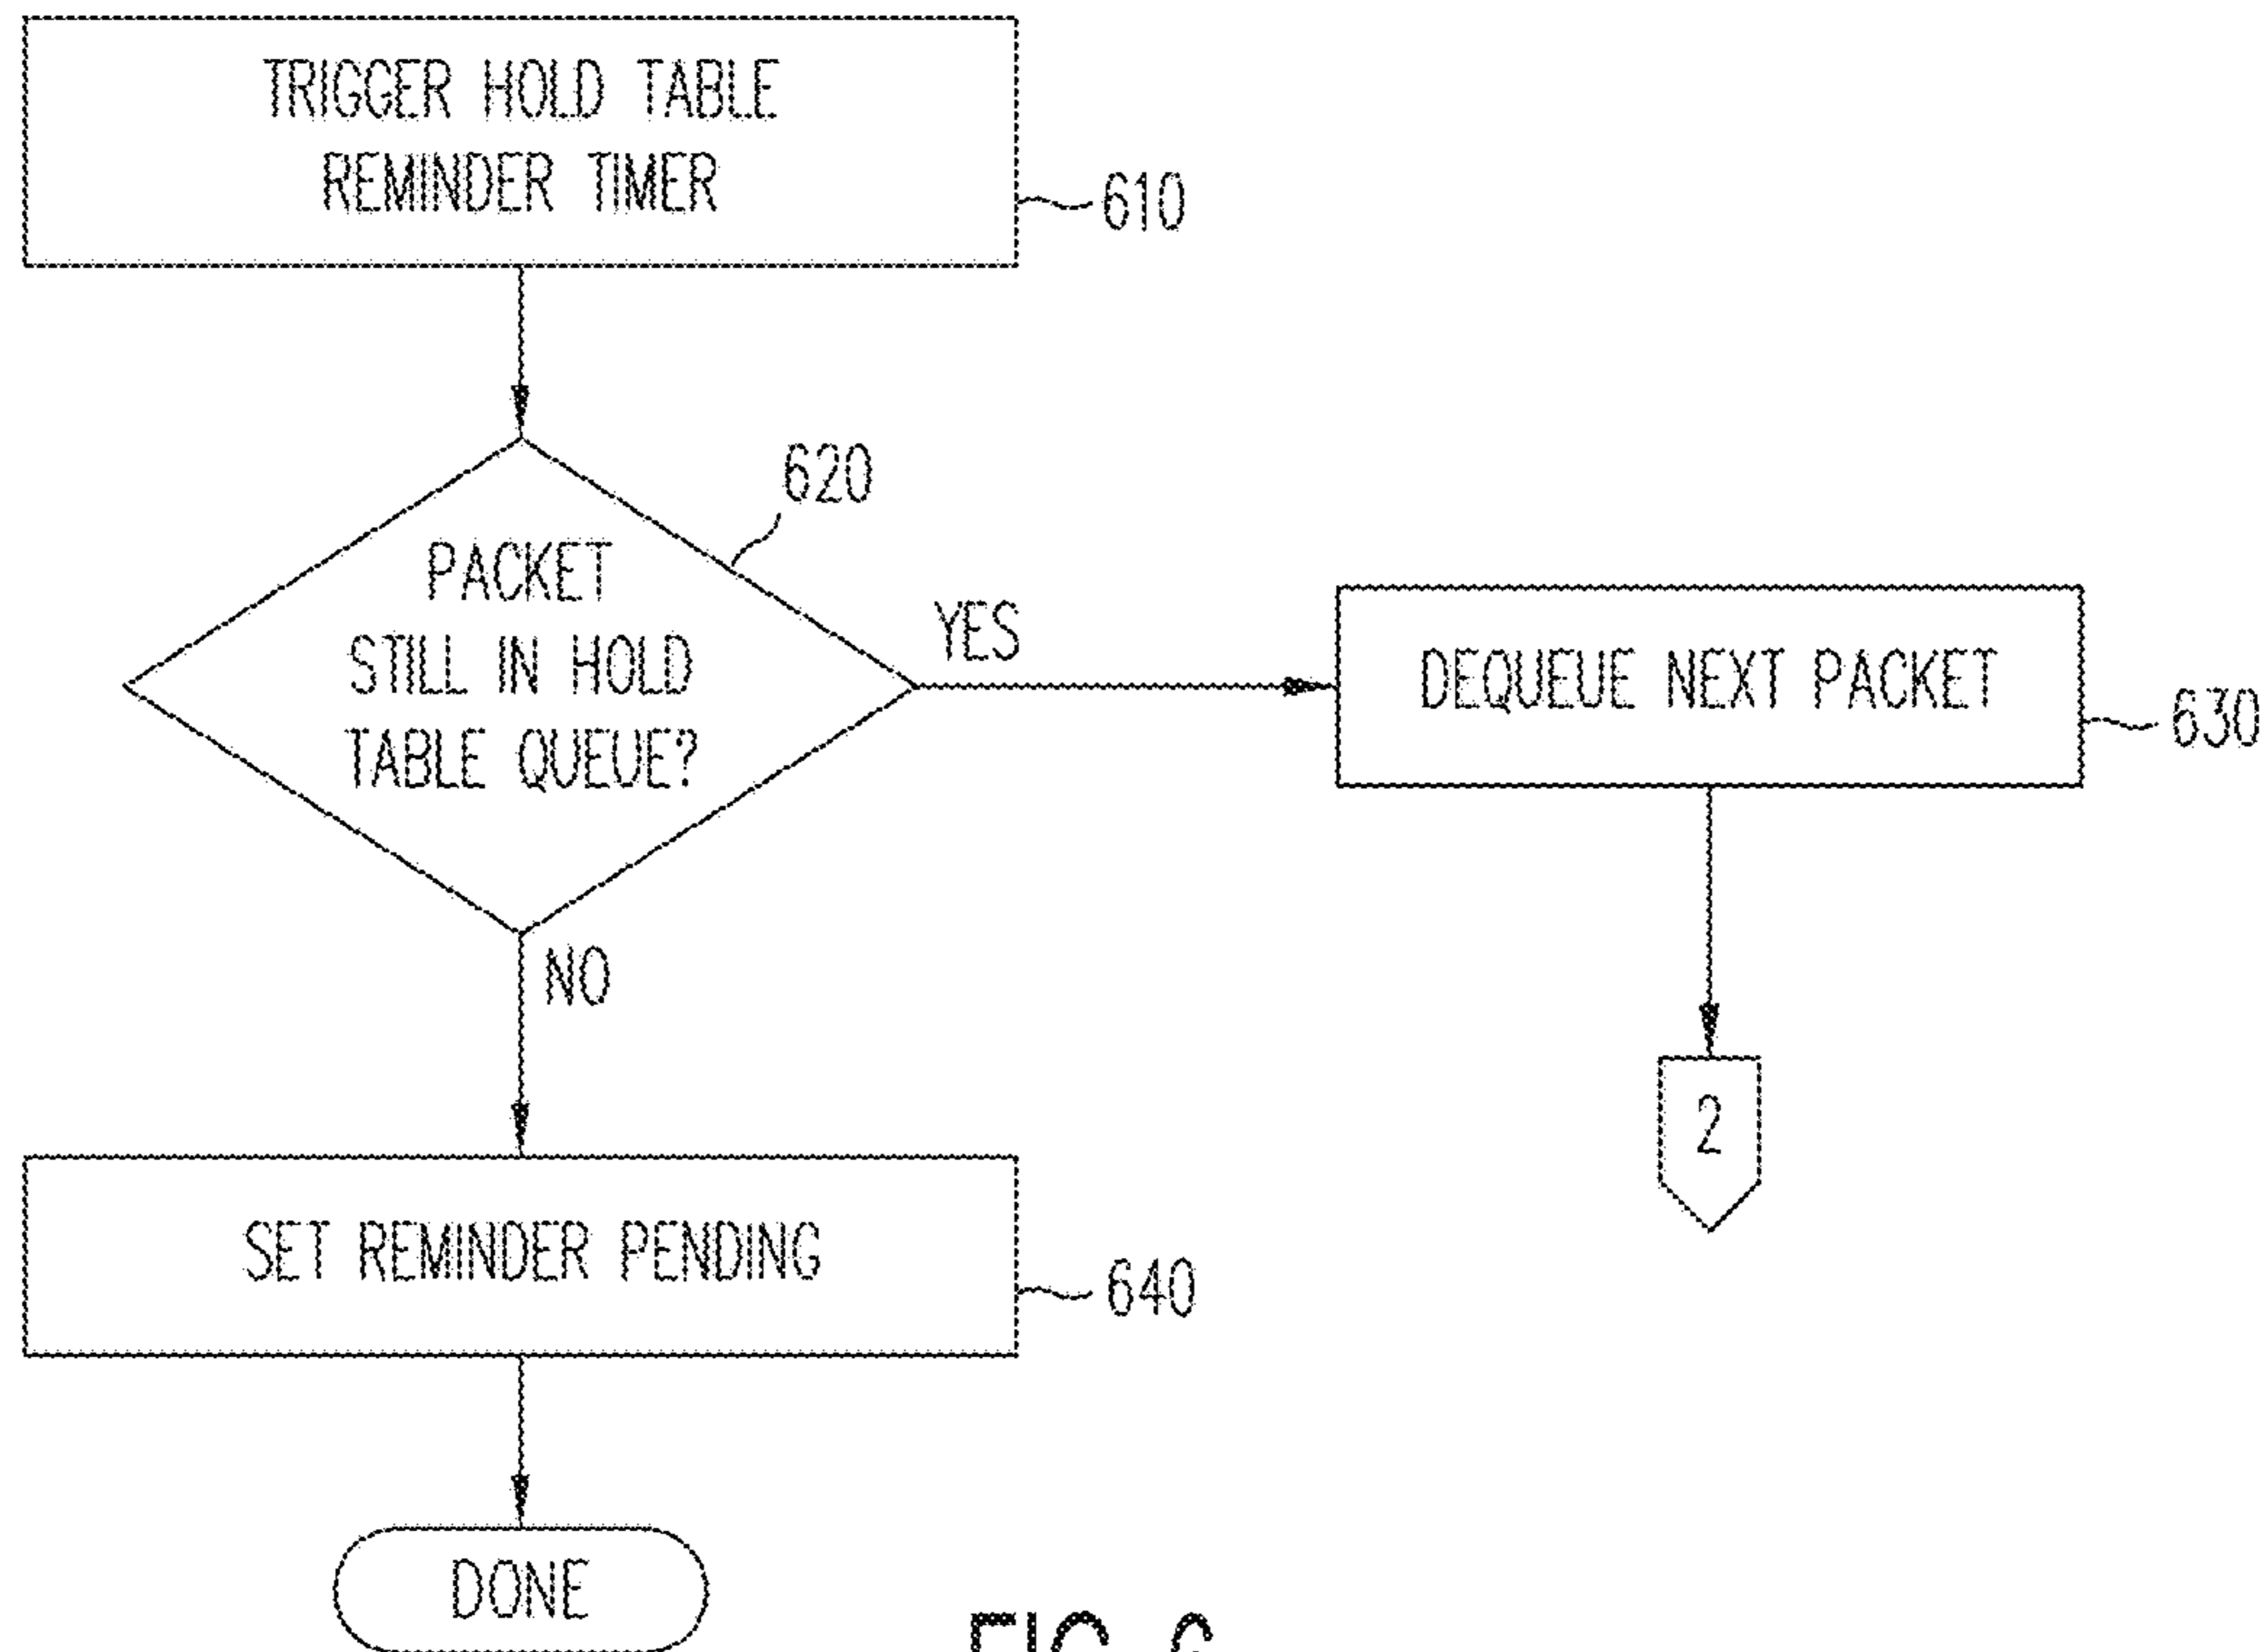 TRIGGER HOLD TABLE
REMINDER TIMER
610
620
PACKET
STILL IN HOLD
TABLE QUEUE?
YES
DEQUEUE NEXT PACKET
630
NO
2
SET REMINDER PENDING
640
DONE